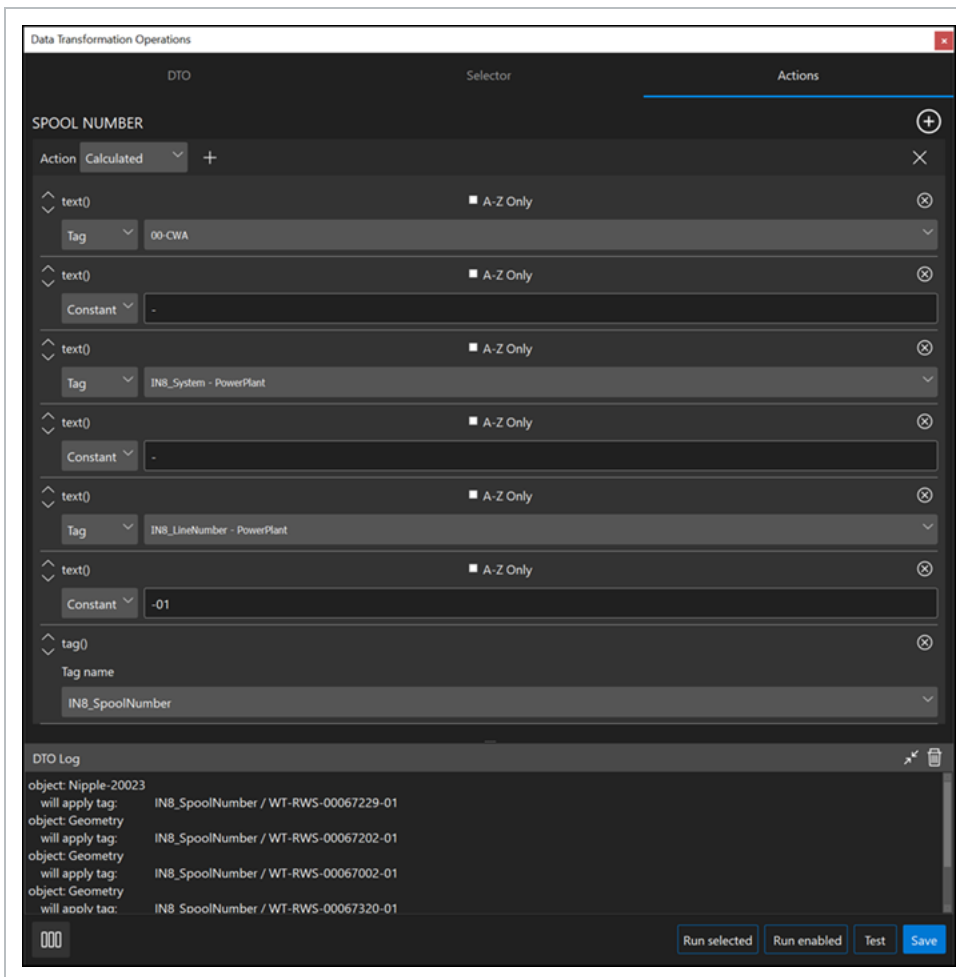 Data Transformation Operations
DTO Selector Actions
SPOOL NUMBER
Action Calculated
text() A-Z Only
Tag 00-CWA
text() A-Z Only
Constant -
text() A-Z Only
Tag IN8_System - PowerPlant
text() A-Z Only
Constant -
text() A-Z Only
Tag IN8_LineNumber - PowerPlant
text() A-Z Only
Constant -01
tag()
Tag name
IN8_SpoolNumber
DTO Log
object: Nipple-20023
will apply tag: IN8_SpoolNumber / WT-RWS-00067229-01
object: Geometry
will apply tag: IN8_SpoolNumber / WT-RWS-00067202-01
object: Geometry
will apply tag: IN8_SpoolNumber / WT-RWS-00067002-01
object: Geometry
will apply tag: IN8_SpoolNumber / WT-RWS-00067320-01
Run selected Run enabled Test Save